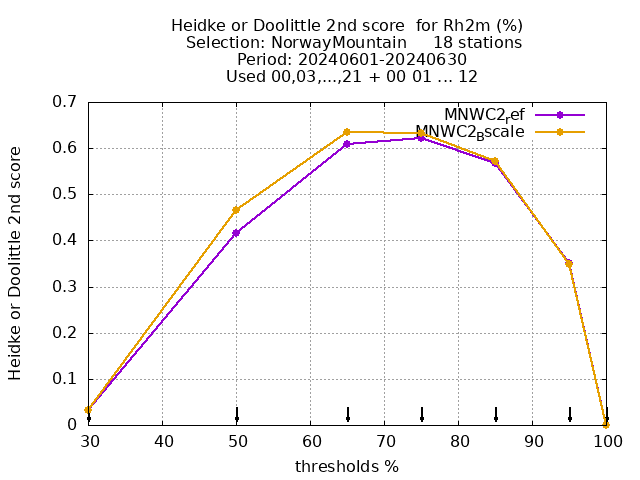 Heidke or Doolittle 2nd score  for Rh2m (%)
Selection: NorwayMountain     18 stations
Period: 20240601-20240630
Used 00,03,...,21 + 00 01 ... 12
MNWC2ref
MNWC2Bscale
0.7
0.6
0.5
0.4
0.3
0.2
0.1
0
Heidke or Doolittle 2nd score
30 40 50 60 70 80 90 100
thresholds %